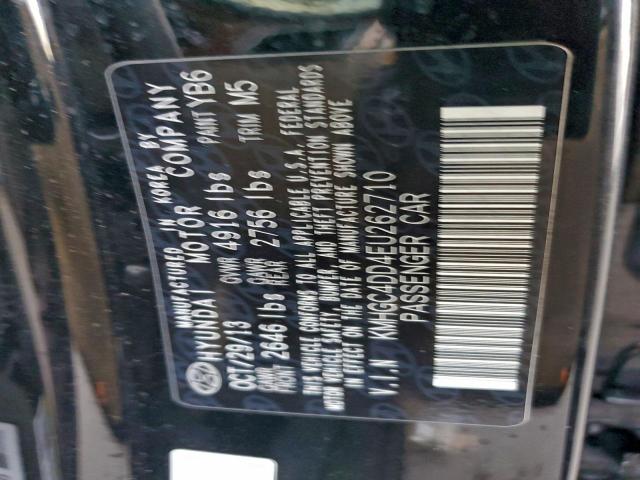 MANUFACTURED IN KOREA BY
HYUNDAI MOTOR COMPANY
OCT/29/13 GVWR 4916 lbs PAINT YB6
GAWR FRONT 2646 lbs GAWR REAR 2756 lbs TRIM M5
THIS VEHICLE CONFORMS TO ALL APPLICABLE U.S.A. FEDERAL
MOTOR VEHICLE SAFETY, BUMPER, AND THEFT PREVENTION STANDARDS
IN EFFECT ON THE DATE OF MANUFACTURE SHOWN ABOVE
V.I.N KMHGC4DD4EU262710
PASSENGER CAR